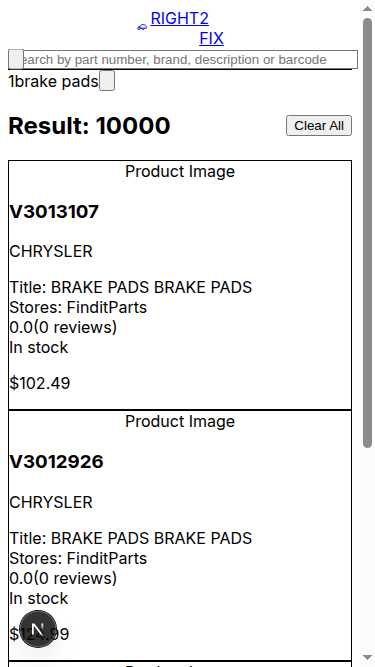 RIGHT2
FIX
earch by part number, brand, description or barcode
1brake pads
Result: 10000
Clear All
Product Image
V3013107
CHRYSLER
Title: BRAKE PADS BRAKE PADS
Stores: FinditParts
0.0(0 reviews)
In stock
$102.49
Product Image
V3012926
CHRYSLER
Title: BRAKE PADS BRAKE PADS
Stores: FinditParts
0.0(0 reviews)
In stock
N